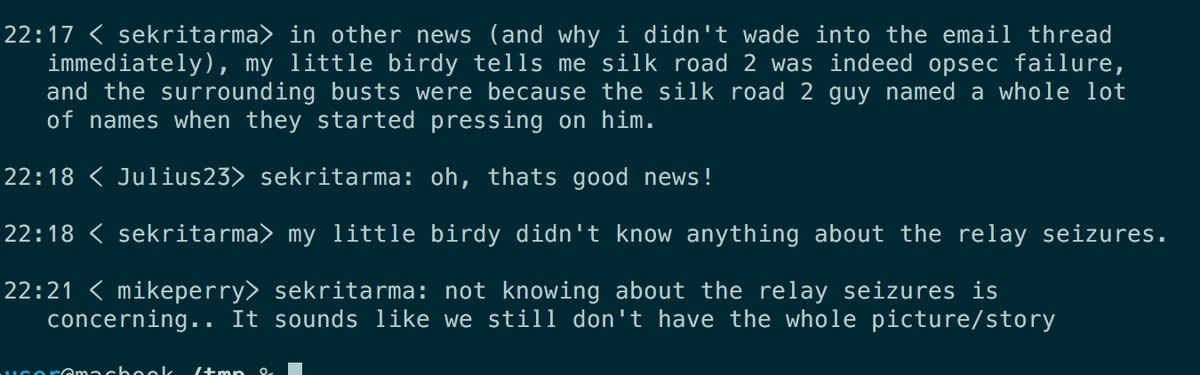 22:17 < sekritarma> in other news (and why i didn't wade into the email thread
immediately), my little birdy tells me silk road 2 was indeed opsec failure,
and the surrounding busts were because the silk road 2 guy named a whole lot
of names when they started pressing on him.
22:18 < Julius23> sekritarma: oh, thats good news!
22:18 < sekritarma> my little birdy didn't know anything about the relay seizures.
22:21 < mikeperry> sekritarma: not knowing about the relay seizures is
concerning.. It sounds like we still don't have the whole picture/story
user@macbook /tmp %